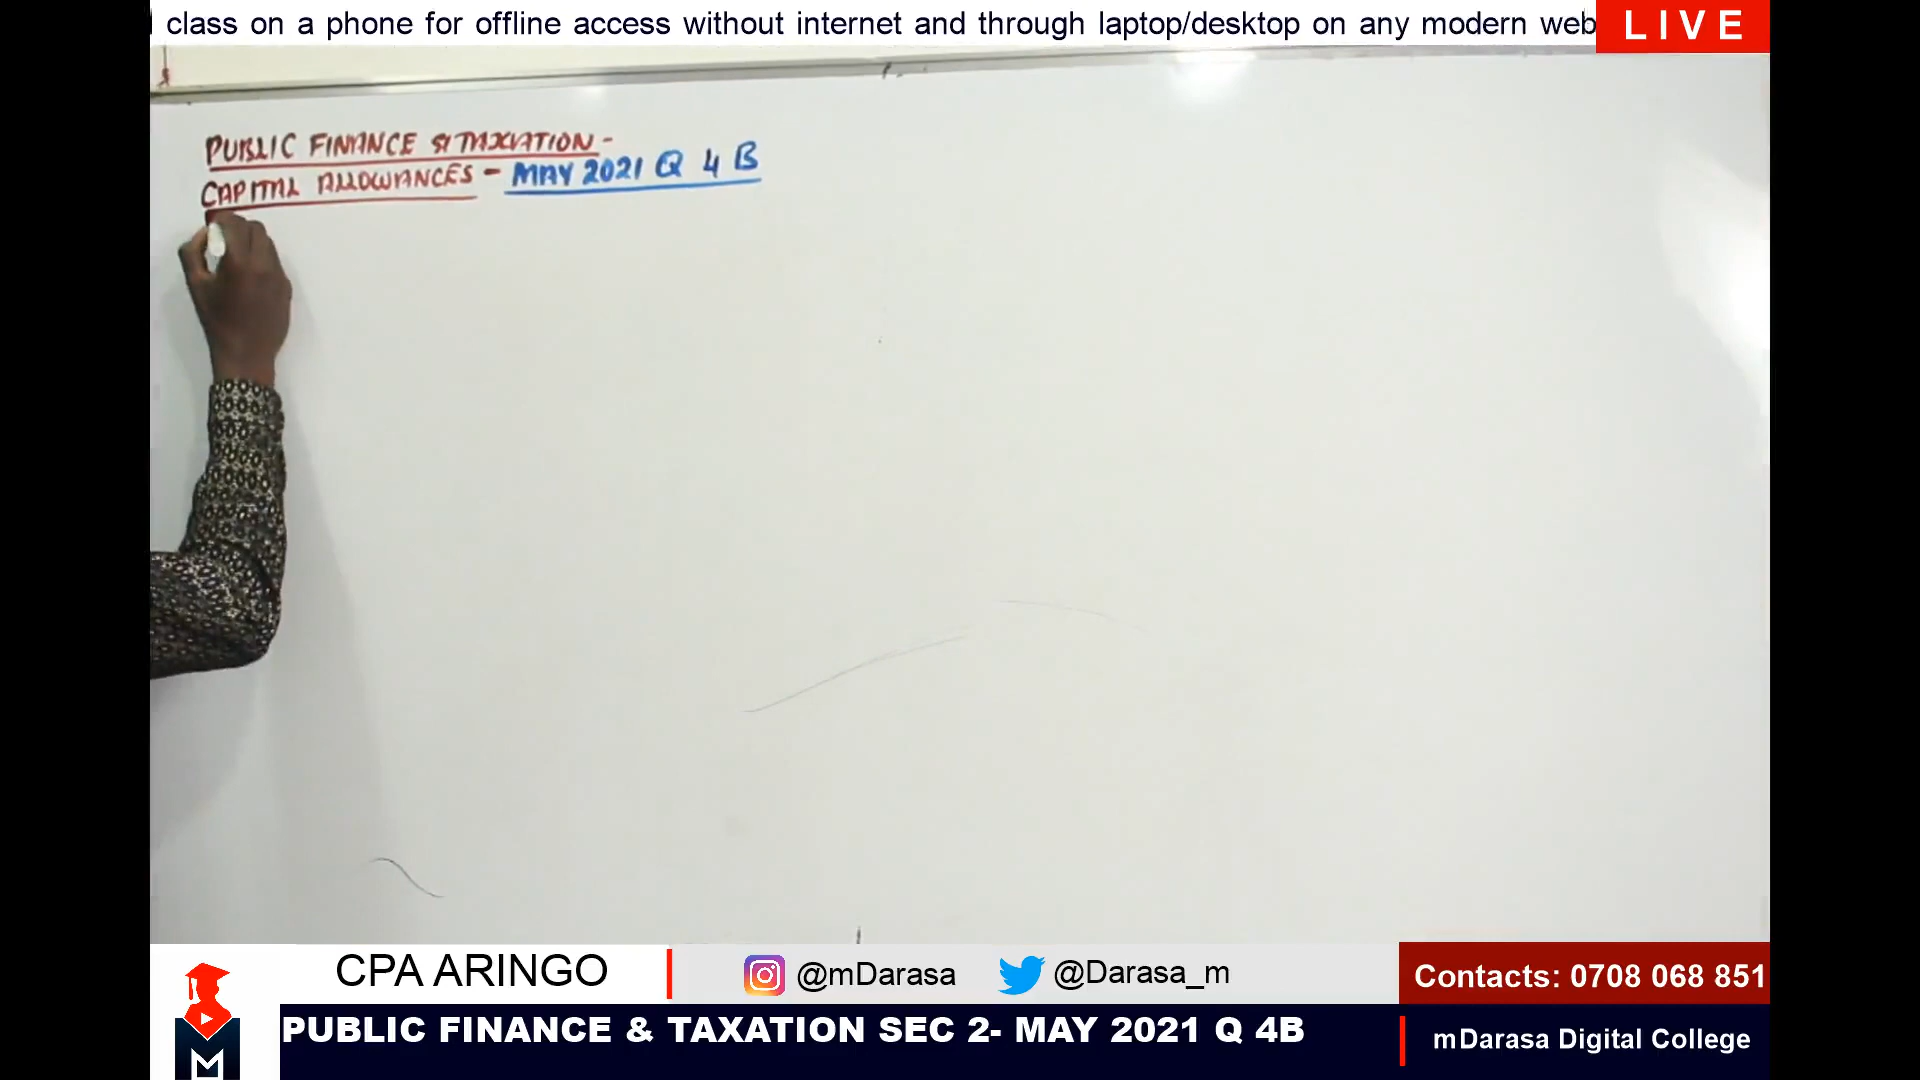 l class on a phone for offline access without internet and through laptop/desktop on any modern web
LIVE
PUBLIC FINANCE & TAXATION -
CAPITAL ALLOWANCES - MAY 2021 Q 4 B
CPA ARINGO
@mDarasa
@Darasa_m
Contacts: 0708 068 851
M
PUBLIC FINANCE & TAXATION SEC 2- MAY 2021 Q 4B
mDarasa Digital College